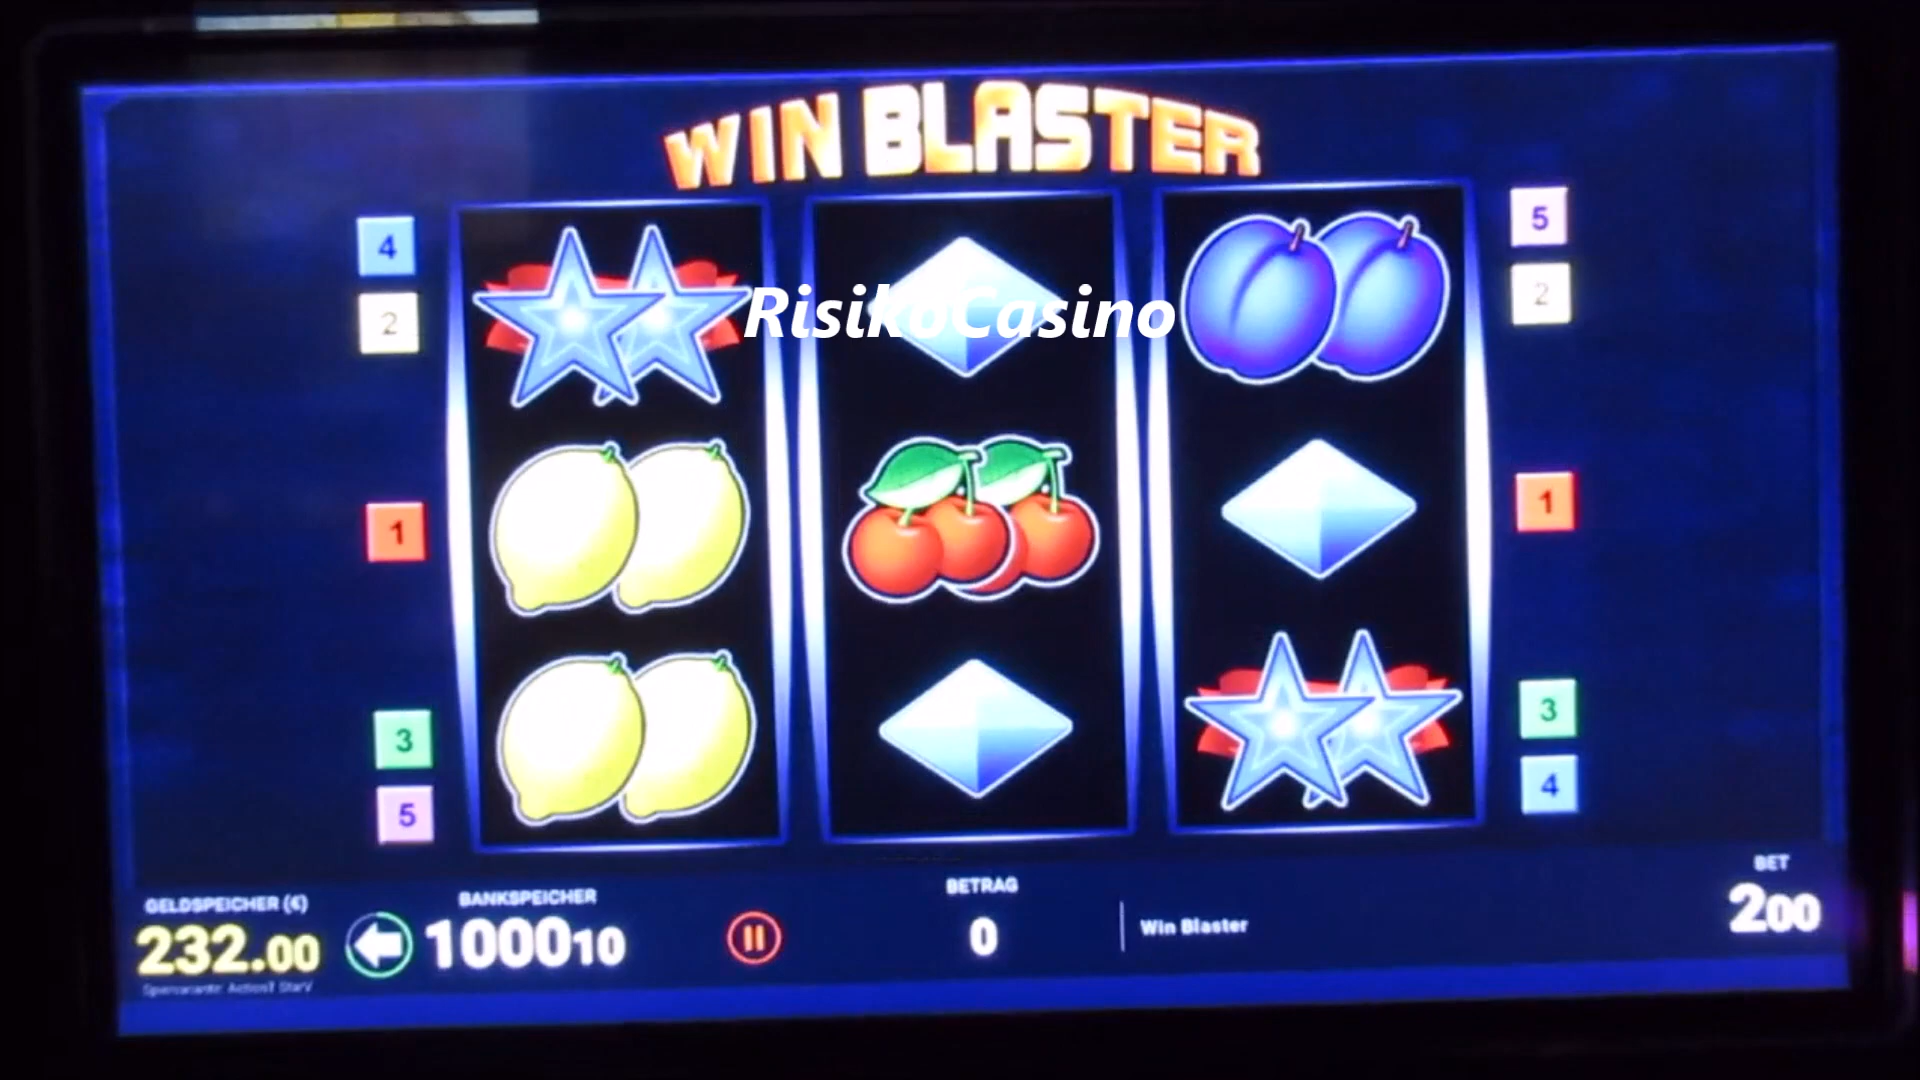 WIN BLASTER
4
5
2
2
RisikoCasino
1
1
3
3
5
4
GELDSPEICHER (€)
BANKSPEICHER
BETRAG
BET
232.00
100010
0
Win Blaster
200